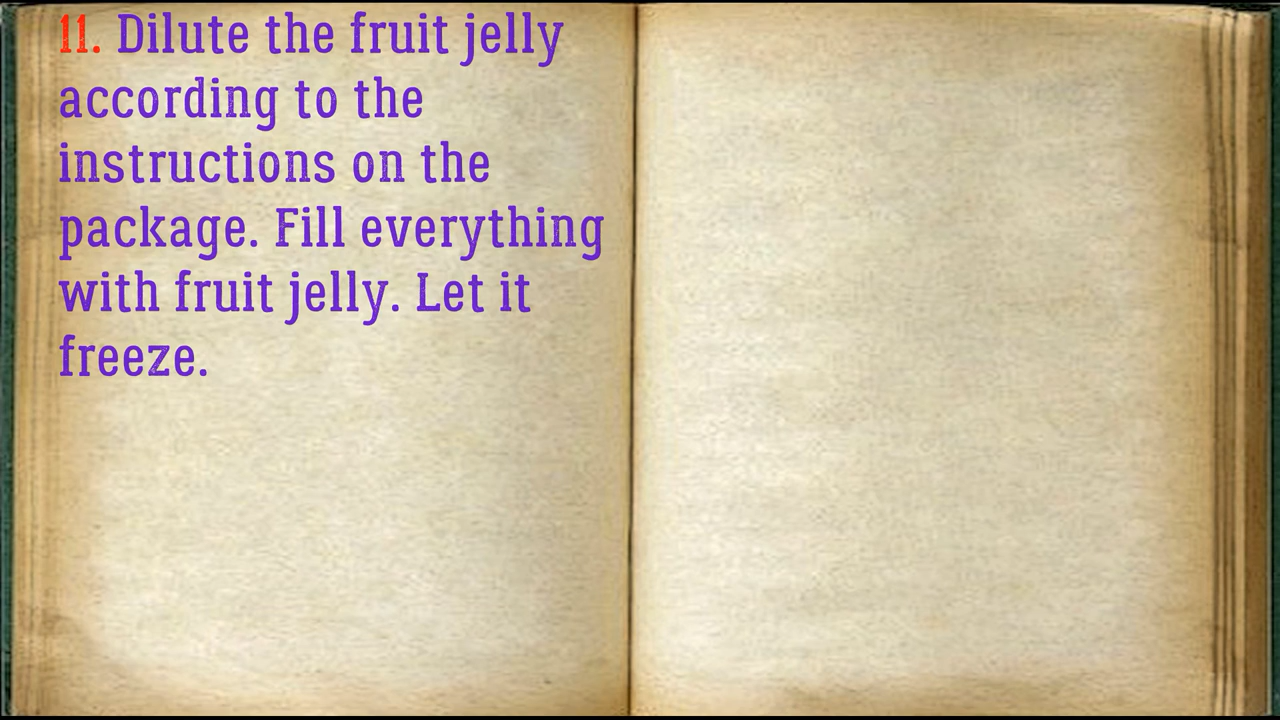 11. Dilute the fruit jelly
according to the
instructions on the
package. Fill everything
with fruit jelly. Let it
freeze.